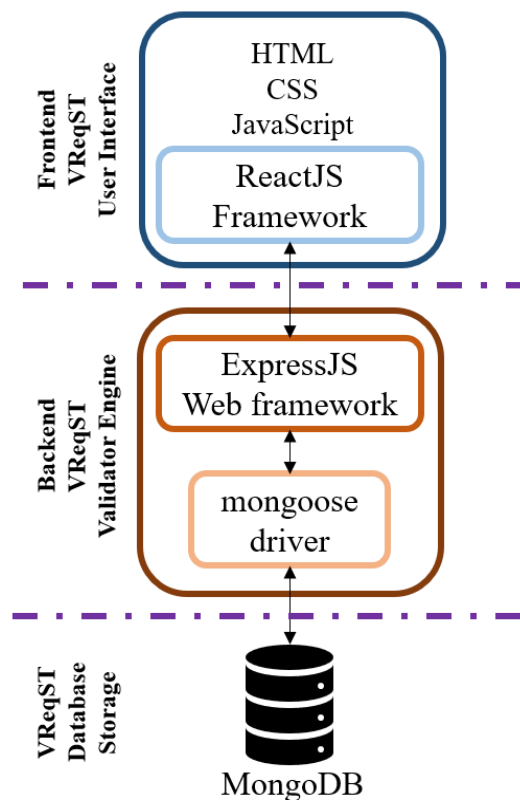 Frontend
VReqST
User Interface
HTML
CSS
JavaScript
ReactJS
Framework
Backend
VReqST
Validator Engine
ExpressJS
Web framework
mongoose
driver
VReqST
Database
Storage
MongoDB